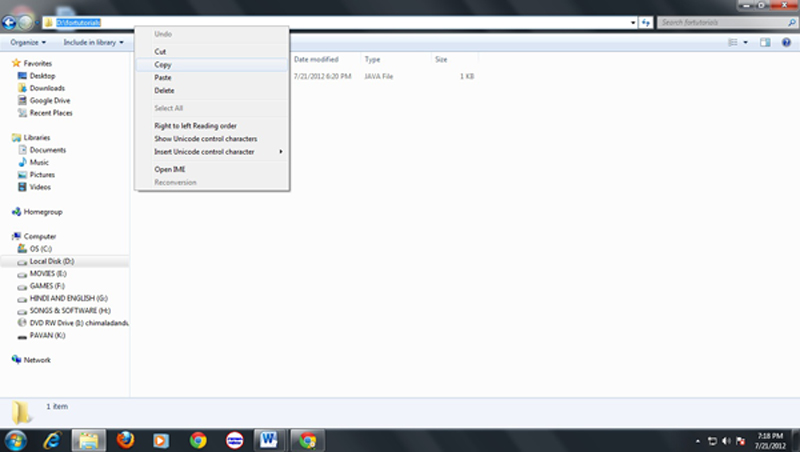 D:\fortutorials
Search fortutorials
Organize
Include in library
Undo
Cut
Copy
Paste
Delete
Select All
Right to left Reading order
Show Unicode control characters
Insert Unicode control character
Open IME
Reconversion
Date modified Type Size
7/21/2012 6:20 PM JAVA File 1 KB
Favorites
Desktop
Downloads
Google Drive
Recent Places
Libraries
Documents
Music
Pictures
Videos
Homegroup
Computer
OS (C:)
Local Disk (D:)
MOVIES (E:)
GAMES (F:)
HINDI AND ENGLISH (G:)
SONGS & SOFTWARE (H:)
DVD RW Drive (I:) chimaladandu
PAVAN (K:)
Network
1 item
7:18 PM
7/21/2012